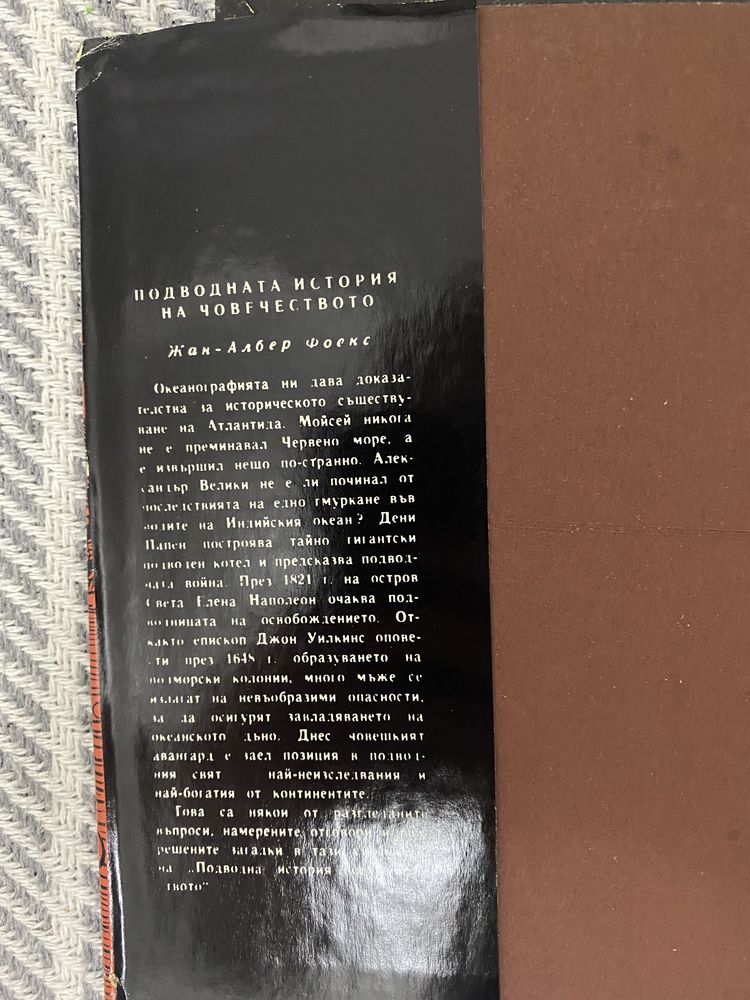 ПОДВОДНАТА ИСТОРИЯ
НА ЧОВЕЧЕСТВОТО
Жан-Албер Фоекс
Океанографията ни дава доказа-
телства за историческото съществу-
ване на Атлантида. Мойсей никога
не е преминавал Червено море, а
е извършил нещо по-странно. Алек-
сандър Велики не е ли починал от
последствията на едно гмуркане във
водите на Индийския океан? Дени
Папен построява тайно гигантски
подводен котел и предсказва подвод-
ната война. През 1821 г. на остров
Света Елена Наполеон очаква под-
водницата на освобождението. От-
както епископ Джон Уилкинс опове-
сти през 1648 г. образуването на
подморски колонии, много мъже се
излагат на невъобразими опасности,
за да осигурят завладяването на
океанското дъно. Днес човешкият
авангард е заел позиция в подвод-
ния свят най-неизследвания и
най-богатия от континентите.
Това са някои от разгледаните
въпроси, намерените отговори и
решените загадки в тази
на „Подводна история
твото"